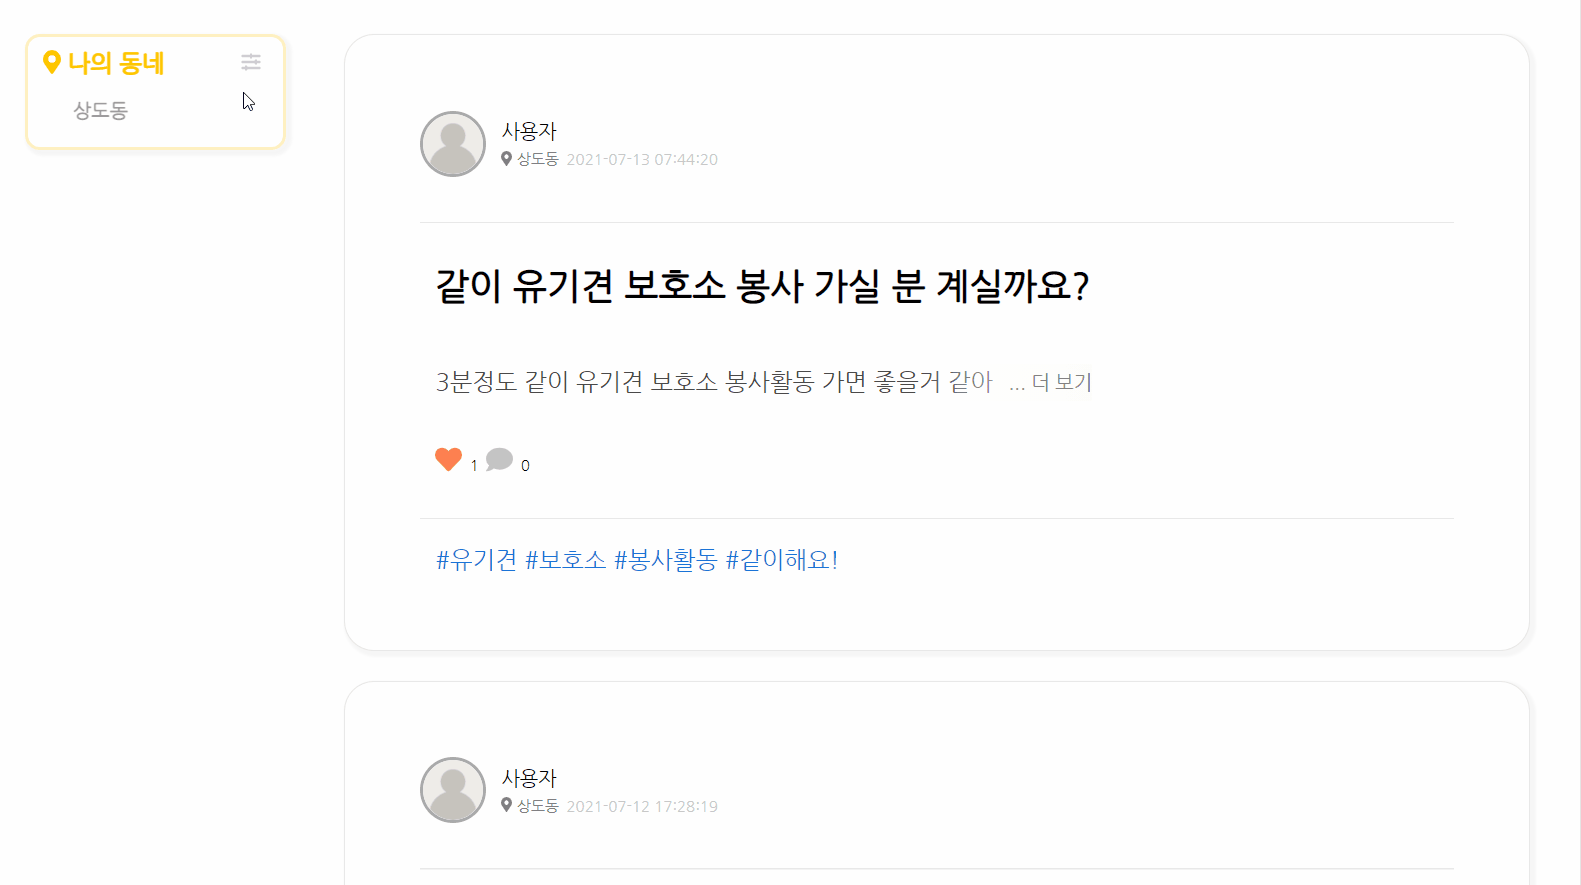 나의 동네
상도동
사용자
상도동 2021-07-13 07:44:20
같이 유기견 보호소 봉사 가실 분 계실까요?
3분정도 같이 유기견 보호소 봉사활동 가면 좋을거 같아 ... 더 보기
1 0
#유기견 #보호소 #봉사활동 #같이해요!
사용자
상도동 2021-07-12 17:28:19